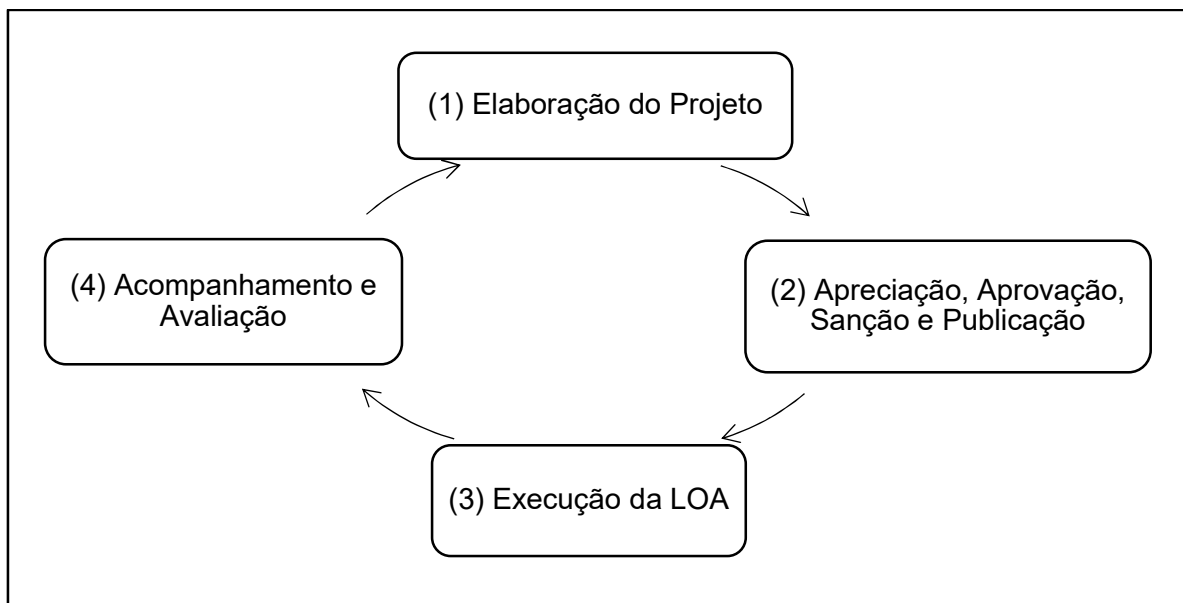 (1) Elaboração do Projeto
(2) Apreciação, Aprovação,
Sanção e Publicação
(3) Execução da LOA
(4) Acompanhamento e
Avaliação